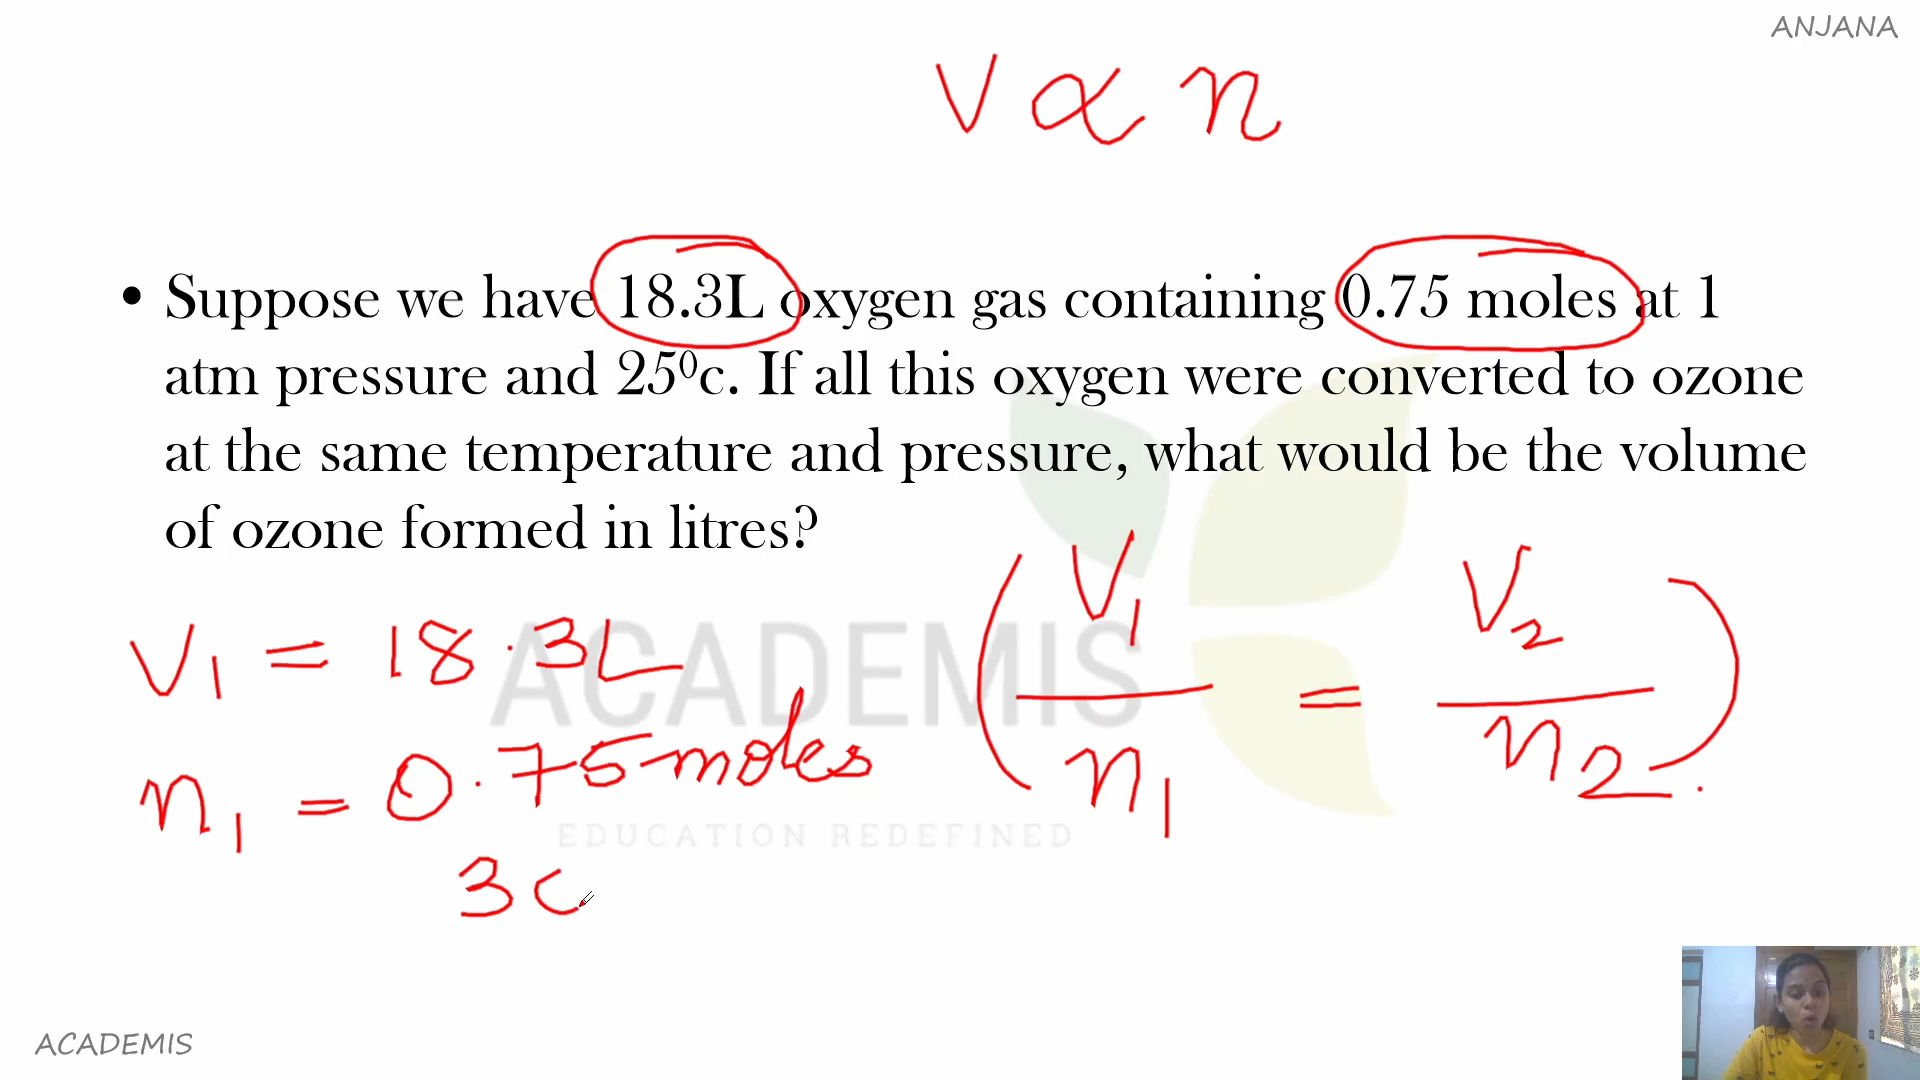 ANJANA
V ∝ n
• Suppose we have 18.3L oxygen gas containing 0.75 moles at 1
atm pressure and 25⁰c. If all this oxygen were converted to ozone
at the same temperature and pressure, what would be the volume
of ozone formed in litres?
V₁ = 18.3L
n₁ = 0.75 moles
3
(V₁/n₁ = V₂/n₂).
ACADEMIS
EDUCATION REDEFINED
ACADEMIS